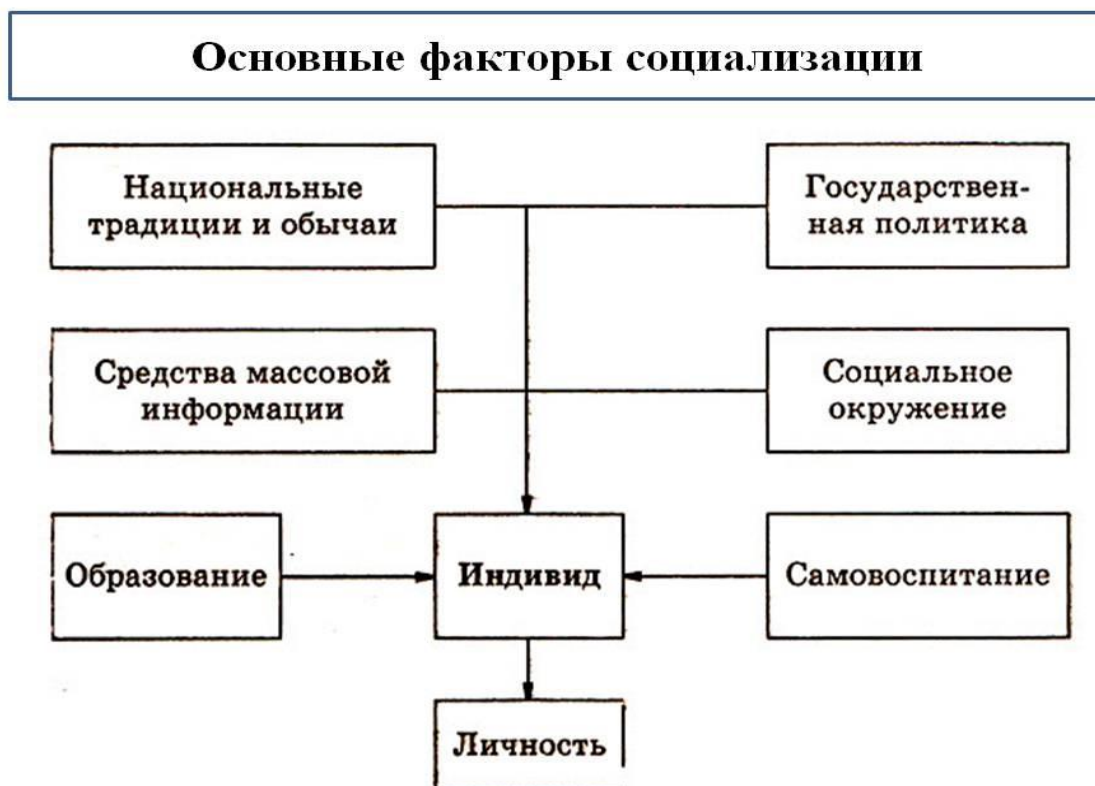 Основные факторы социализации
Национальные
традиции и обычаи
Государствен-
ная политика
Средства массовой
информации
Социальное
окружение
Образование
Индивид
Самовоспитание
Личность